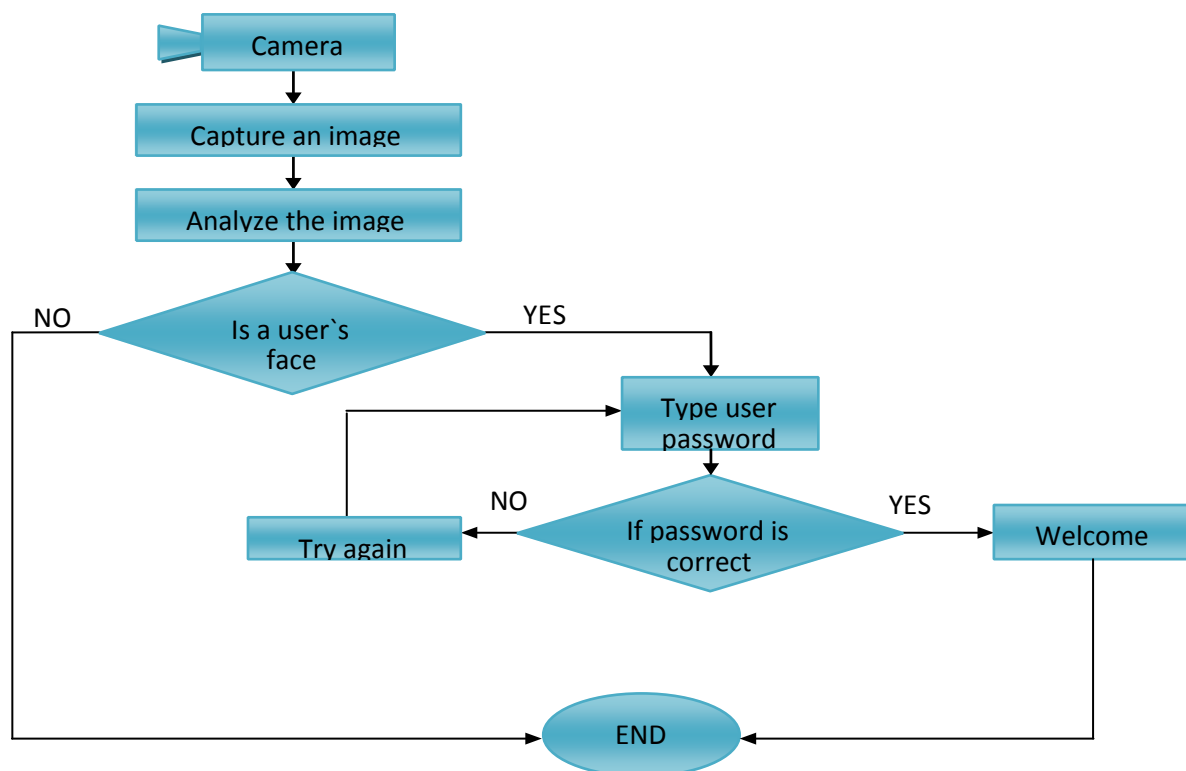 Camera
Capture an image
Analyze the image
NO
YES
Is a user`s
face
Type user
password
NO
YES
If password is
correct
Try again
Welcome
END